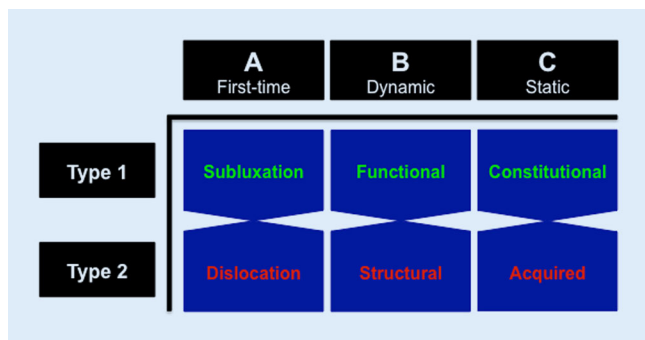 A B C
First-time Dynamic Static
Type 1 Subluxation Functional Constitutional
Type 2 Dislocation Structural Acquired